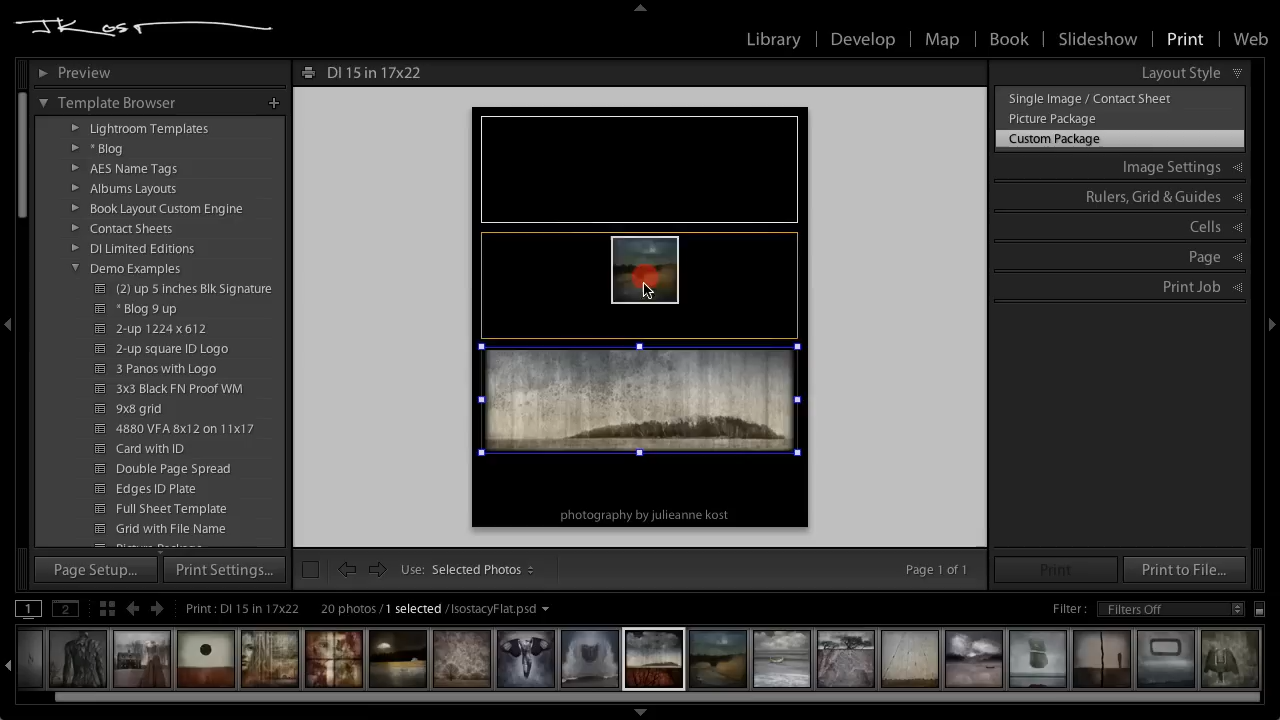 JKost
Library | Develop | Map | Book | Slideshow | Print | Web
Preview
DI 15 in 17x22
Layout Style
Template Browser +
Single Image / Contact Sheet
Picture Package
Custom Package
Image Settings
Rulers, Grid & Guides
Cells
Page
Print Job
Lightroom Templates
* Blog
AES Name Tags
Albums Layouts
Book Layout Custom Engine
Contact Sheets
DI Limited Editions
Demo Examples
(2) up 5 inches Blk Signature
* Blog 9 up
2-up 1224 x 612
2-up square ID Logo
3 Panos with Logo
3x3 Black FN Proof WM
9x8 grid
4880 VFA 8x12 on 11x17
Card with ID
Double Page Spread
Edges ID Plate
Full Sheet Template
Grid with File Name
photography by julieanne kost
Page Setup... Print Settings...
Use: Selected Photos
Page 1 of 1
Print Print to File...
1 2 Print : DI 15 in 17x22 20 photos / 1 selected / IsostacyFlat.psd
Filter : Filters Off